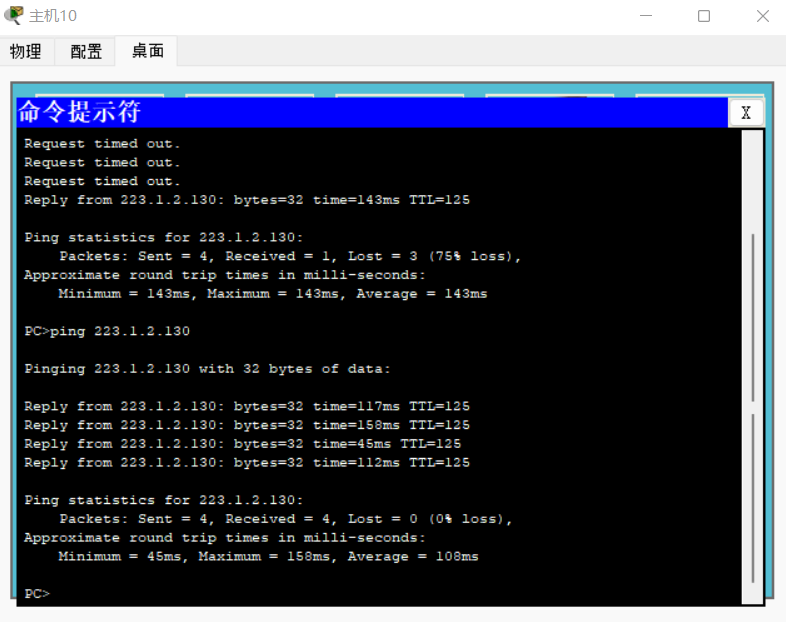 主机10
物理 配置 桌面
命令提示符
X
Request timed out.
Request timed out.
Request timed out.
Reply from 223.1.2.130: bytes=32 time=143ms TTL=125
Ping statistics for 223.1.2.130:
Packets: Sent = 4, Received = 1, Lost = 3 (75% loss),
Approximate round trip times in milli-seconds:
Minimum = 143ms, Maximum = 143ms, Average = 143ms
PC>ping 223.1.2.130
Pinging 223.1.2.130 with 32 bytes of data:
Reply from 223.1.2.130: bytes=32 time=117ms TTL=125
Reply from 223.1.2.130: bytes=32 time=158ms TTL=125
Reply from 223.1.2.130: bytes=32 time=45ms TTL=125
Reply from 223.1.2.130: bytes=32 time=112ms TTL=125
Ping statistics for 223.1.2.130:
Packets: Sent = 4, Received = 4, Lost = 0 (0% loss),
Approximate round trip times in milli-seconds:
Minimum = 45ms, Maximum = 158ms, Average = 108ms
PC>